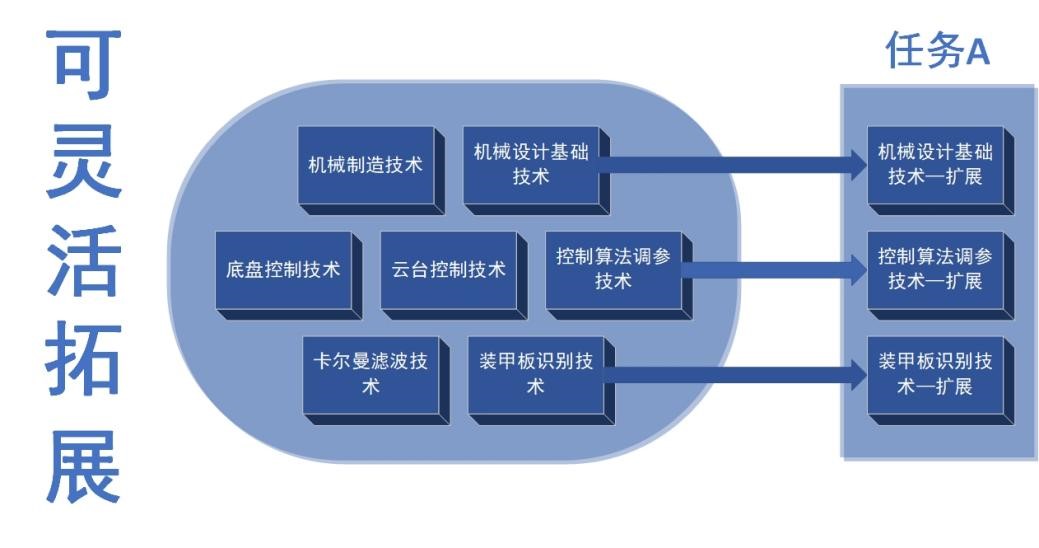 可灵活拓展
任务A
机械制造技术
机械设计基础
技术
机械设计基础
技术—扩展
底盘控制技术
云台控制技术
控制算法调参
技术
控制算法调参
技术—扩展
卡尔曼滤波技
术
装甲板识别技
术
装甲板识别技
术—扩展